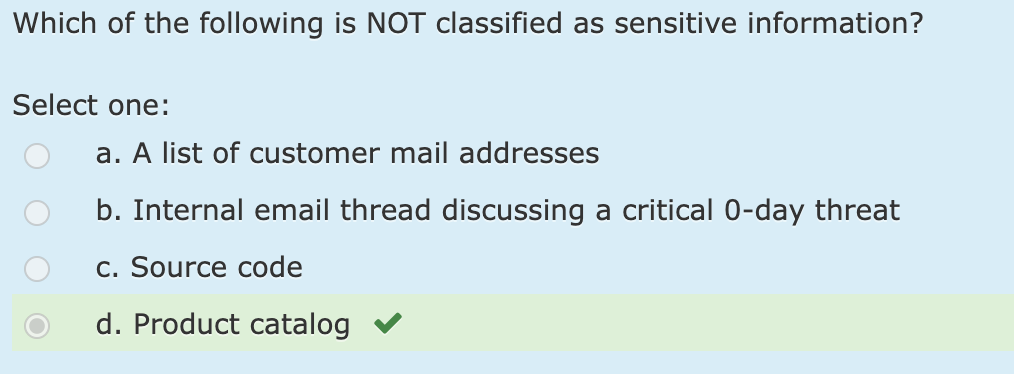 Which of the following is NOT classified as sensitive information?
Select one:
a. A list of customer mail addresses
b. Internal email thread discussing a critical 0-day threat
c. Source code
d. Product catalog